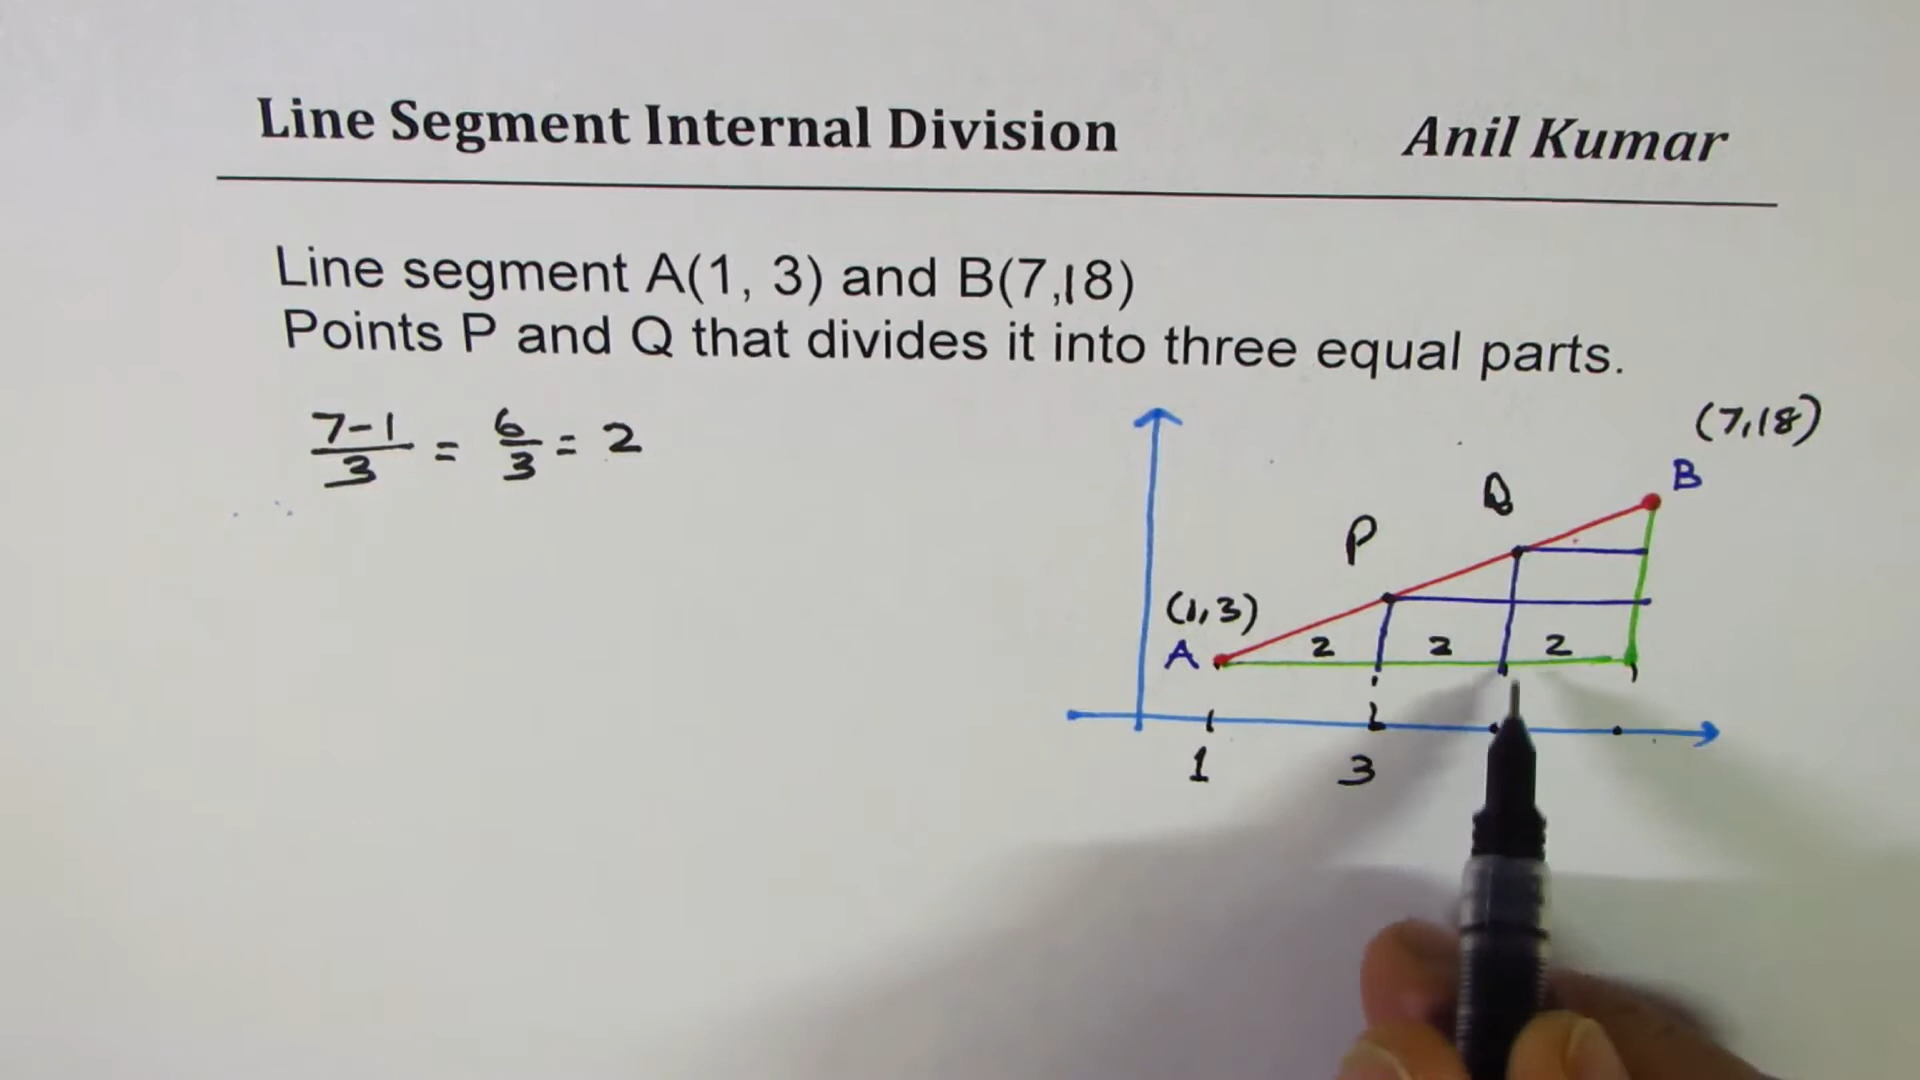 Line Segment Internal Division Anil Kumar
Line segment A(1, 3) and B(7,18)
Points P and Q that divides it into three equal parts.
7-1/3 = 6/3 = 2
(7,18)
B
Q
P
(1,3)
A 2 2 2
1 3